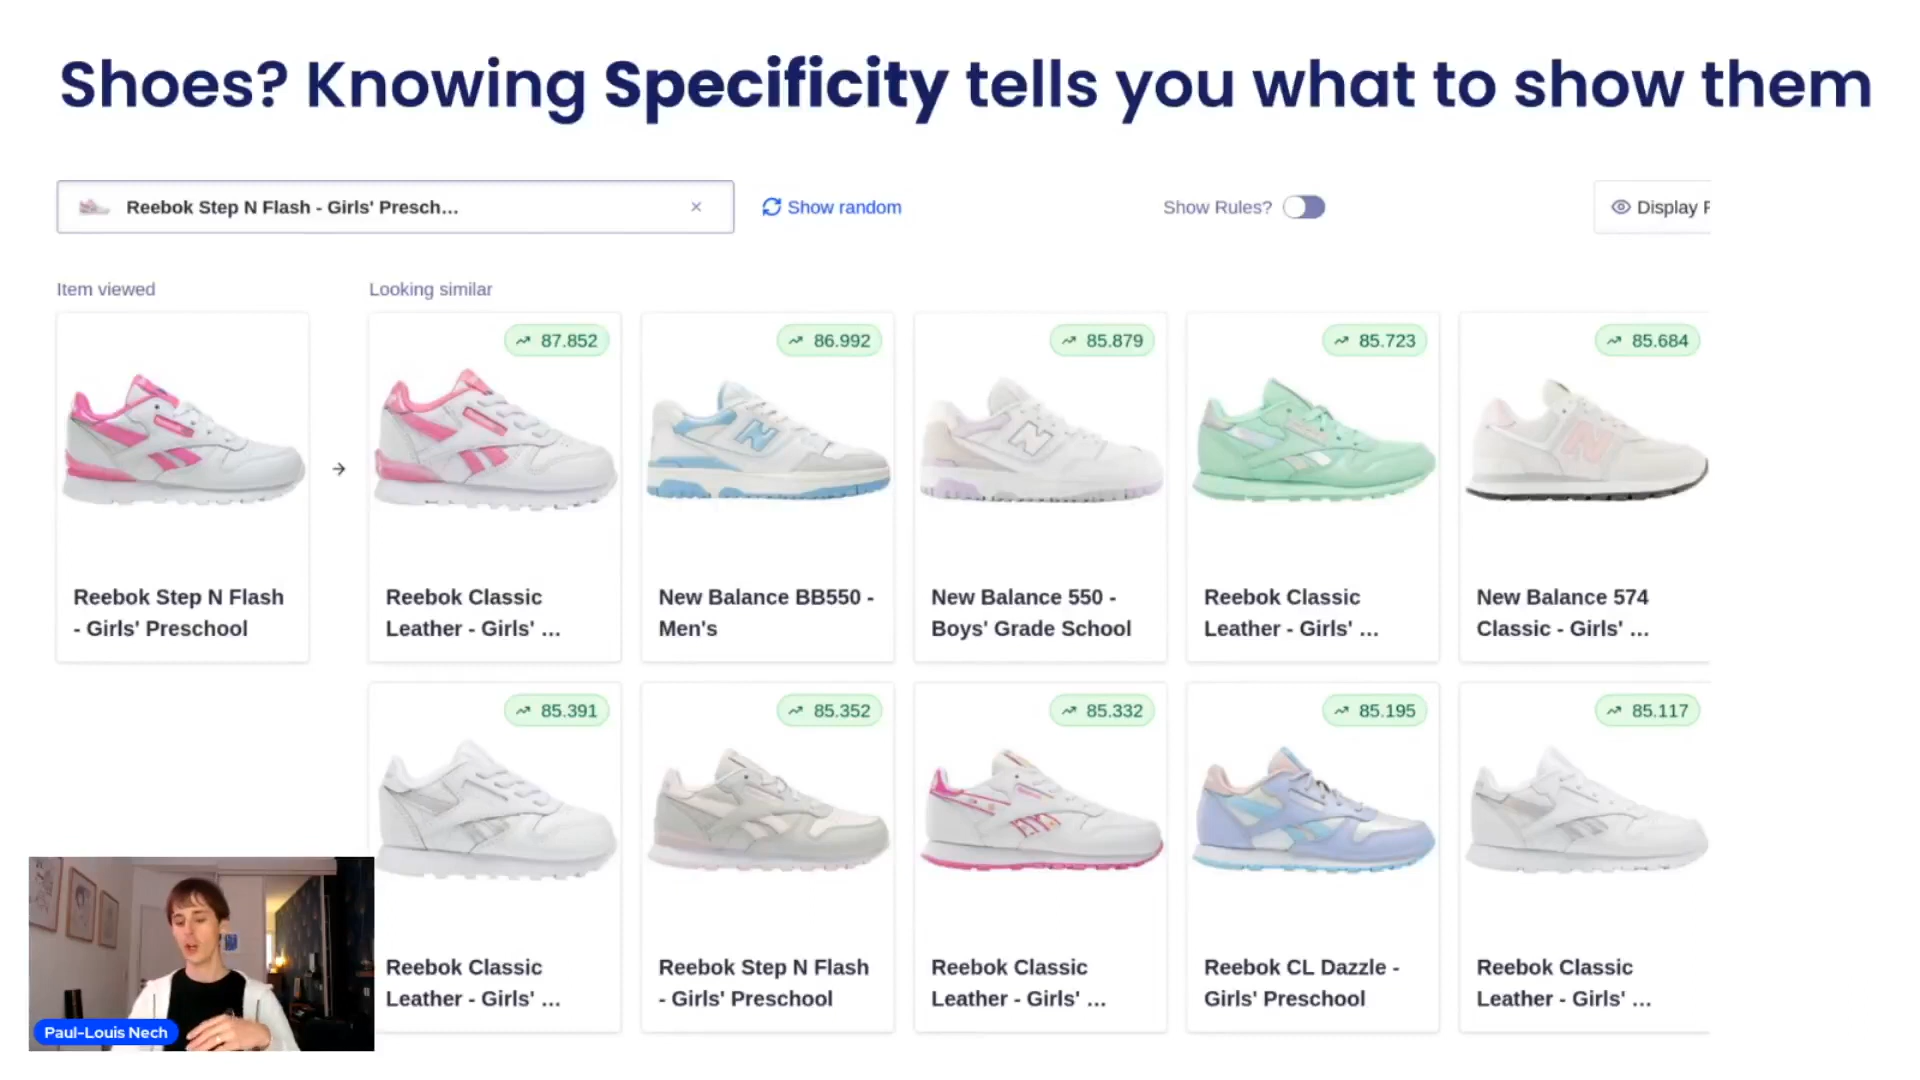 Shoes? Knowing Specificity tells you what to show them
Reebok Step N Flash - Girls' Presch...
Show random
Show Rules?
Display F
Item viewed
Looking similar
87.852
86.992
85.879
85.723
85.684
Reebok Step N Flash
- Girls' Preschool
Reebok Classic
Leather - Girls' ...
New Balance BB550 -
Men's
New Balance 550 -
Boys' Grade School
Reebok Classic
Leather - Girls' ...
New Balance 574
Classic - Girls' ...
85.391
85.352
85.332
85.195
85.117
Reebok Classic
Leather - Girls' ...
Reebok Step N Flash
- Girls' Preschool
Reebok Classic
Leather - Girls' ...
Reebok CL Dazzle -
Girls' Preschool
Reebok Classic
Leather - Girls' ...
Paul-Louis Nech